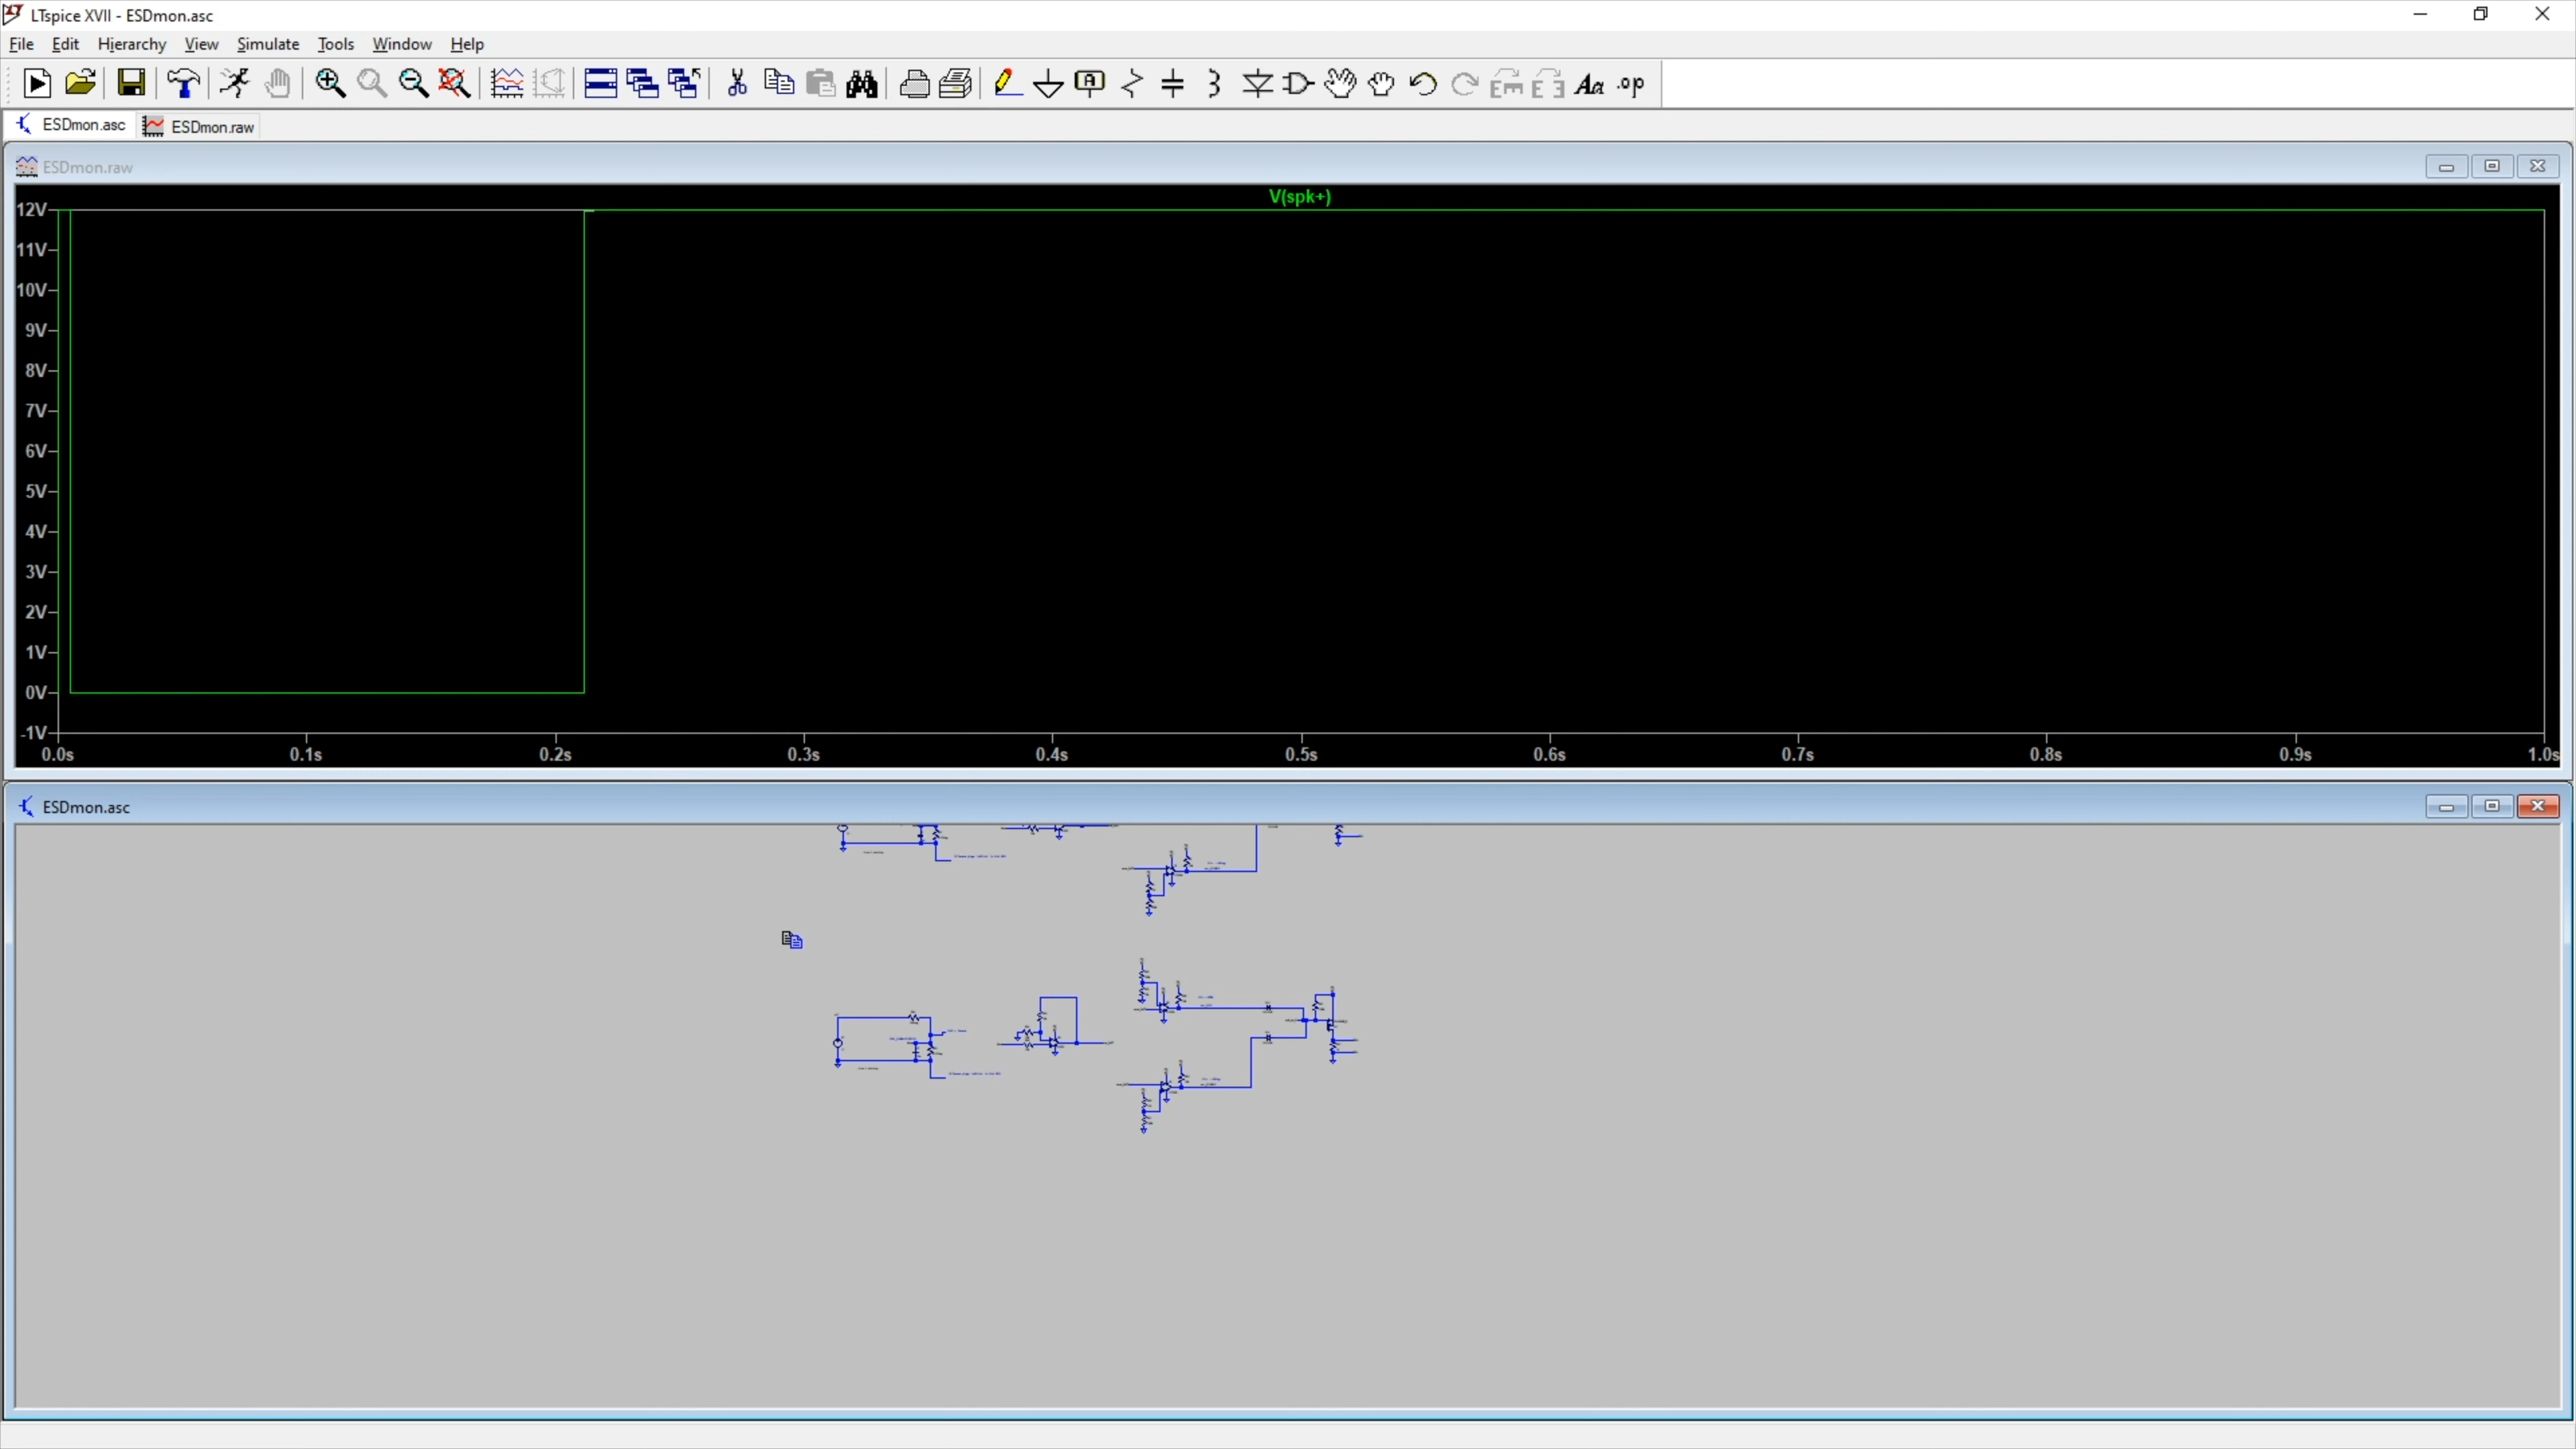 LTspice XVII - ESDmon.asc
File Edit Hierarchy View Simulate Tools Window Help
A Aa .op
ESDmon.asc ESDmon.raw
ESDmon.raw
V(spk+)
12V
11V
10V
9V
8V
7V
6V
5V
4V
3V
2V
1V
0V
-1V
0.0s 0.1s 0.2s 0.3s 0.4s 0.5s 0.6s 0.7s 0.8s 0.9s 1.0s
ESDmon.asc